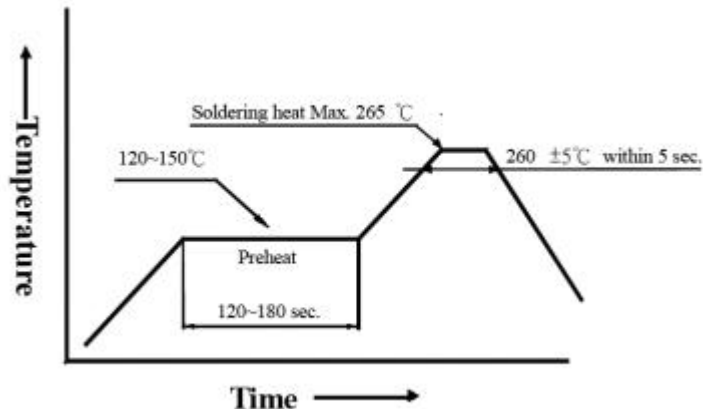 Soldering heat Max. 265 ℃
260 ±5℃ within 5 sec.
120~150℃
Preheat
120~180 sec.
Temperature
Time